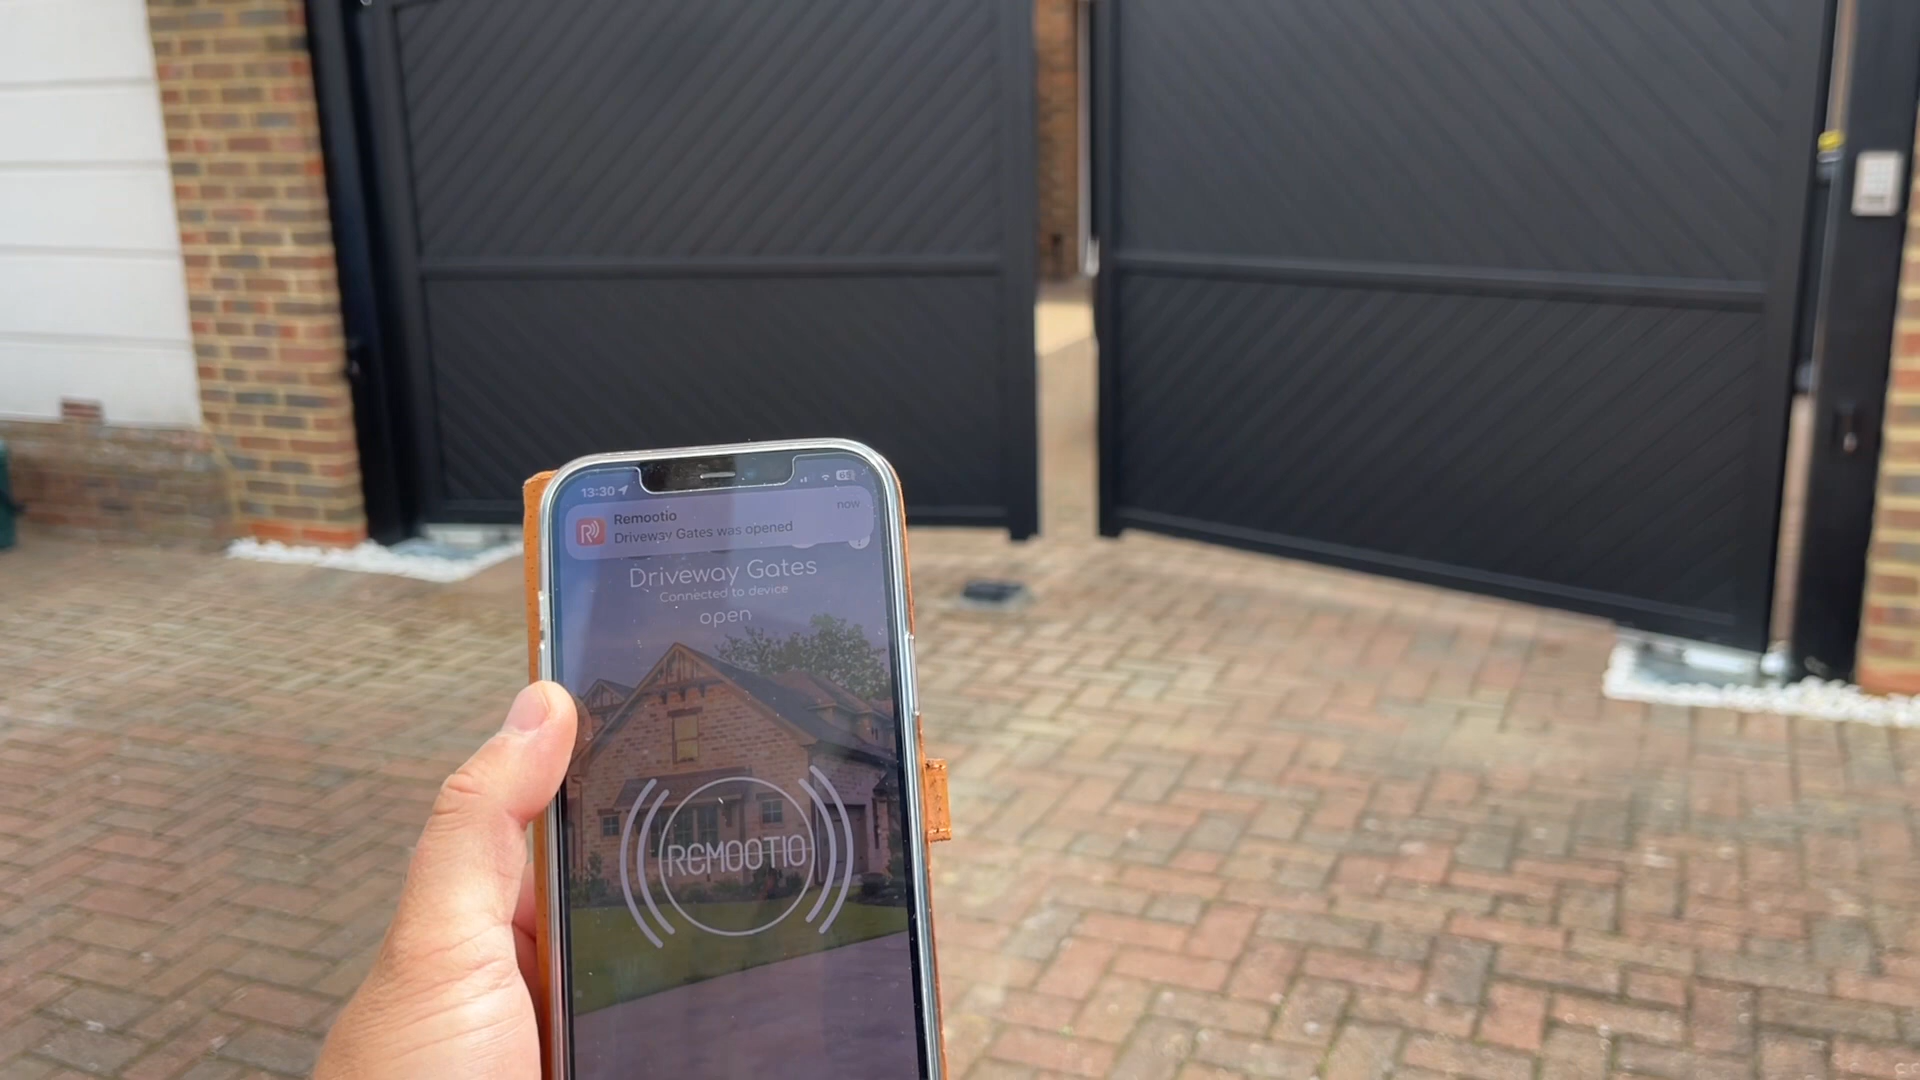 13:30
Remootio
now
Driveway Gates was opened
Driveway Gates
Connected to device
open
REMOOTIO